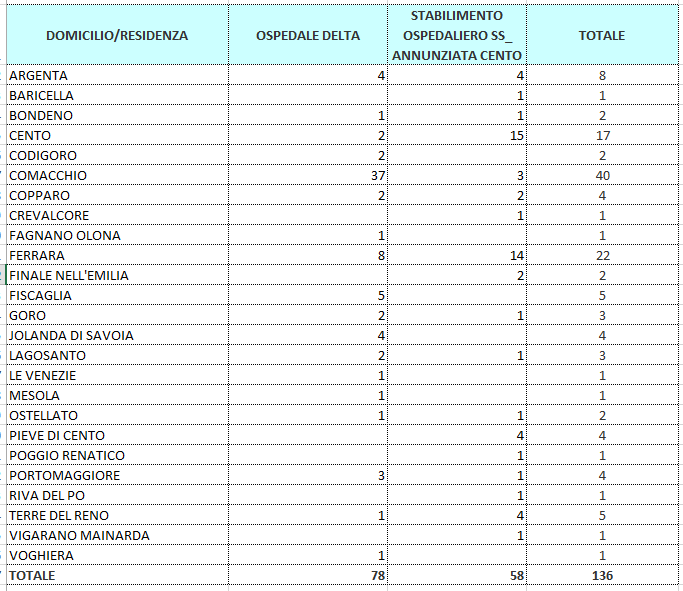 DOMICILIO/RESIDENZA OSPEDALE DELTA STABILIMENTO OSPEDALIERO SS_ ANNUNZIATA CENTO TOTALE
ARGENTA 4 4 8
BARICELLA 1 1
BONDENO 1 1 2
CENTO 2 15 17
CODIGORO 2 2
COMACCHIO 37 3 40
COPPARO 2 2 4
CREVALCORE 1 1
FAGNANO OLONA 1 1
FERRARA 8 14 22
FINALE NELL'EMILIA 2 2
FISCAGLIA 5 5
GORO 2 1 3
JOLANDA DI SAVOIA 4 4
LAGOSANTO 2 1 3
LE VENEZIE 1 1
MESOLA 1 1
OSTELLATO 1 1 2
PIEVE DI CENTO 4 4
POGGIO RENATICO 1 1
PORTOMAGGIORE 3 1 4
RIVA DEL PO 1 1
TERRE DEL RENO 1 4 5
VIGARANO MAINARDA 1 1
VOGHIERA 1 1
TOTALE 78 58 136